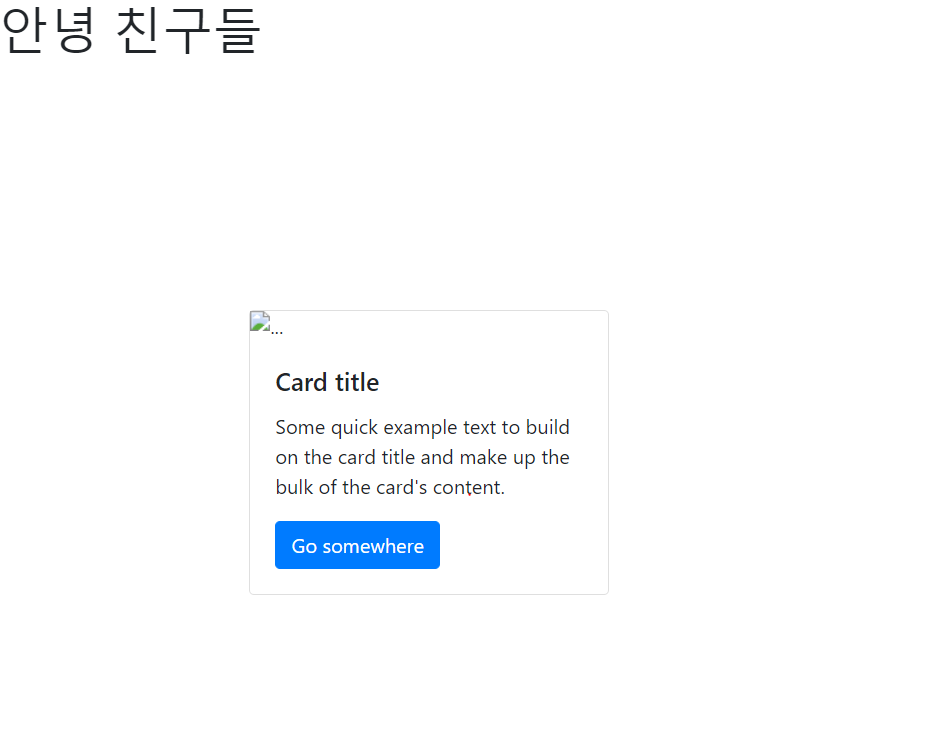 안녕 친구들
...
Card title
Some quick example text to build
on the card title and make up the
bulk of the card's content.
Go somewhere